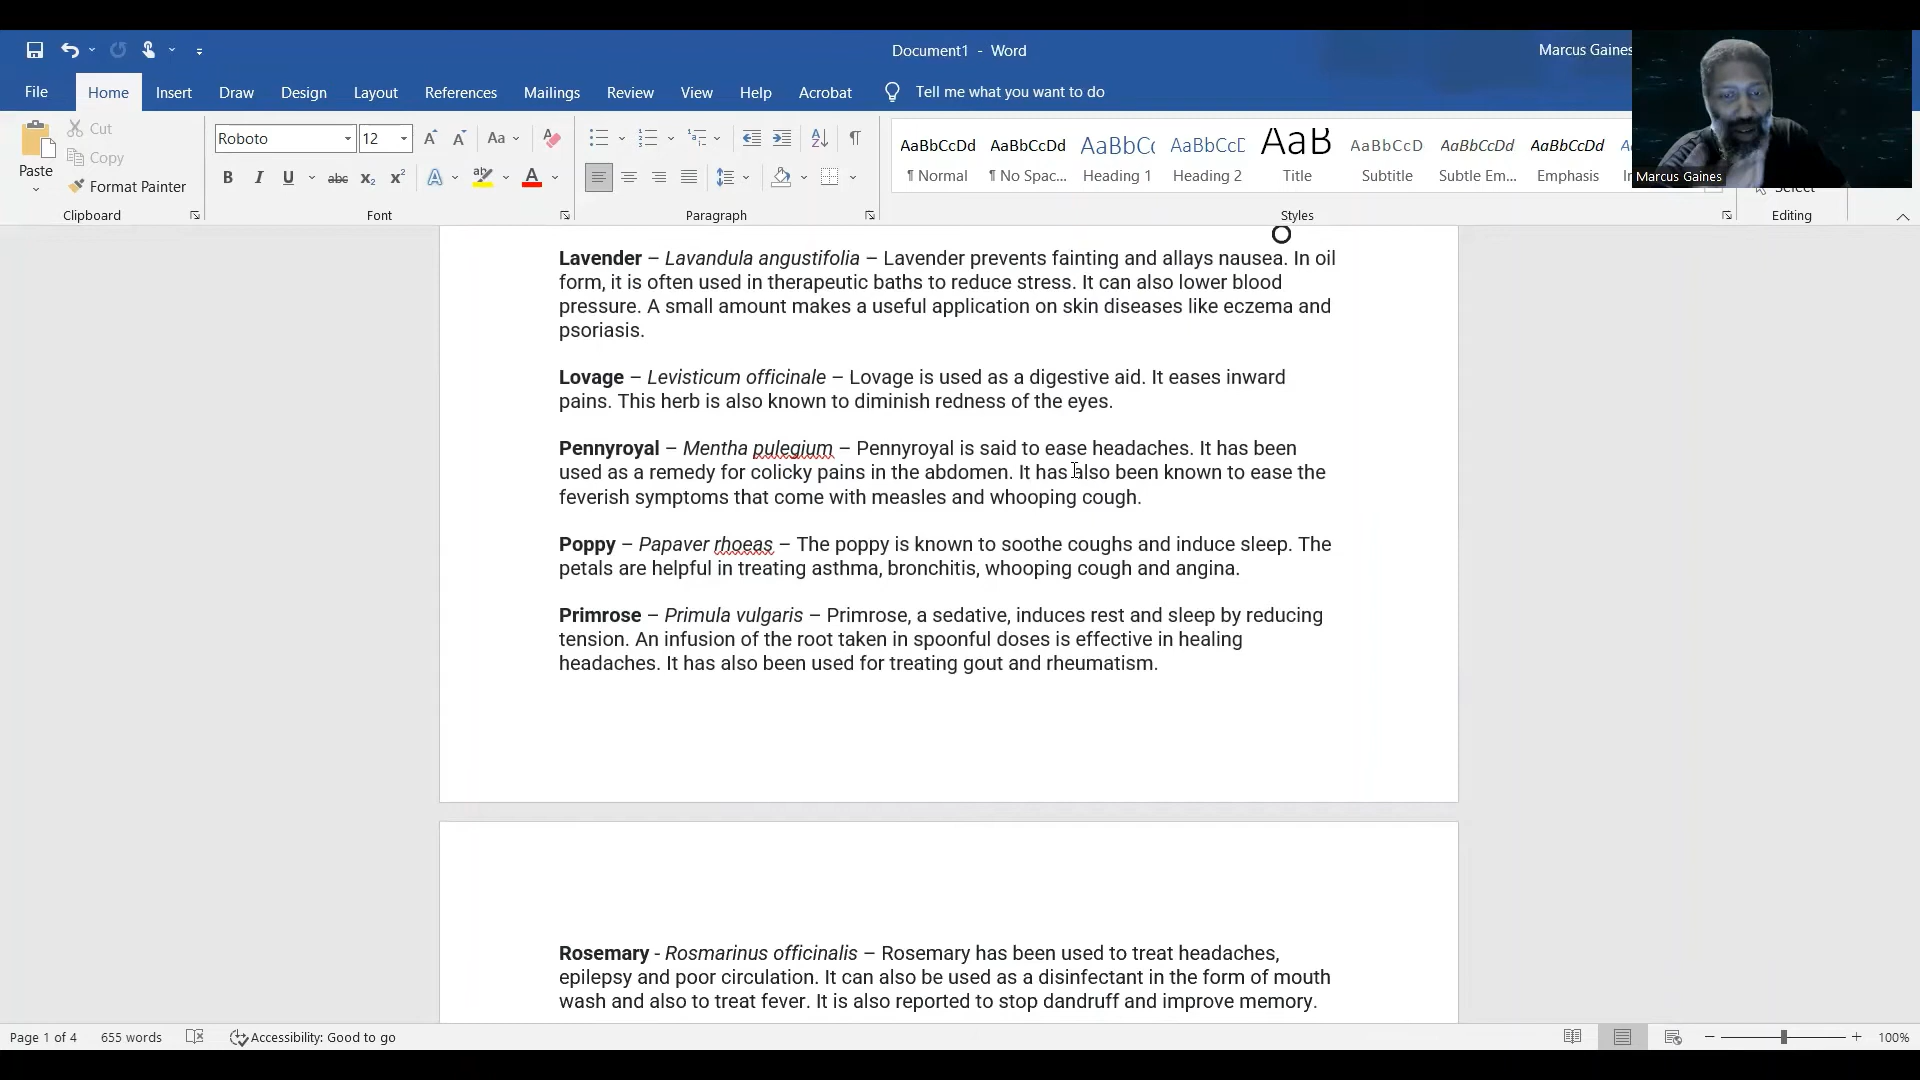 Document1 - Word
Marcus Gaines
File Home Insert Draw Design Layout References Mailings Review View Help Acrobat Tell me what you want to do
Paste
Cut
Copy
Format Painter
Clipboard
Roboto 12
Font
Paragraph
AaBbCcDd AaBbCcDd AaBbC AaBbCcD AaB AaBbCcD AaBbCcDd AaBbCcDd
¶ Normal ¶ No Spac... Heading 1 Heading 2 Title Subtitle Subtle Em... Emphasis
Styles
Select
Editing
Marcus Gaines
Lavender – Lavandula angustifolia – Lavender prevents fainting and allays nausea. In oil
form, it is often used in therapeutic baths to reduce stress. It can also lower blood
pressure. A small amount makes a useful application on skin diseases like eczema and
psoriasis.
Lovage – Levisticum officinale – Lovage is used as a digestive aid. It eases inward
pains. This herb is also known to diminish redness of the eyes.
Pennyroyal – Mentha pulegium – Pennyroyal is said to ease headaches. It has been
used as a remedy for colicky pains in the abdomen. It has also been known to ease the
feverish symptoms that come with measles and whooping cough.
Poppy – Papaver rhoeas – The poppy is known to soothe coughs and induce sleep. The
petals are helpful in treating asthma, bronchitis, whooping cough and angina.
Primrose – Primula vulgaris – Primrose, a sedative, induces rest and sleep by reducing
tension. An infusion of the root taken in spoonful doses is effective in healing
headaches. It has also been used for treating gout and rheumatism.
Rosemary - Rosmarinus officinalis – Rosemary has been used to treat headaches,
epilepsy and poor circulation. It can also be used as a disinfectant in the form of mouth
wash and also to treat fever. It is also reported to stop dandruff and improve memory.
Page 1 of 4 655 words Accessibility: Good to go 100%